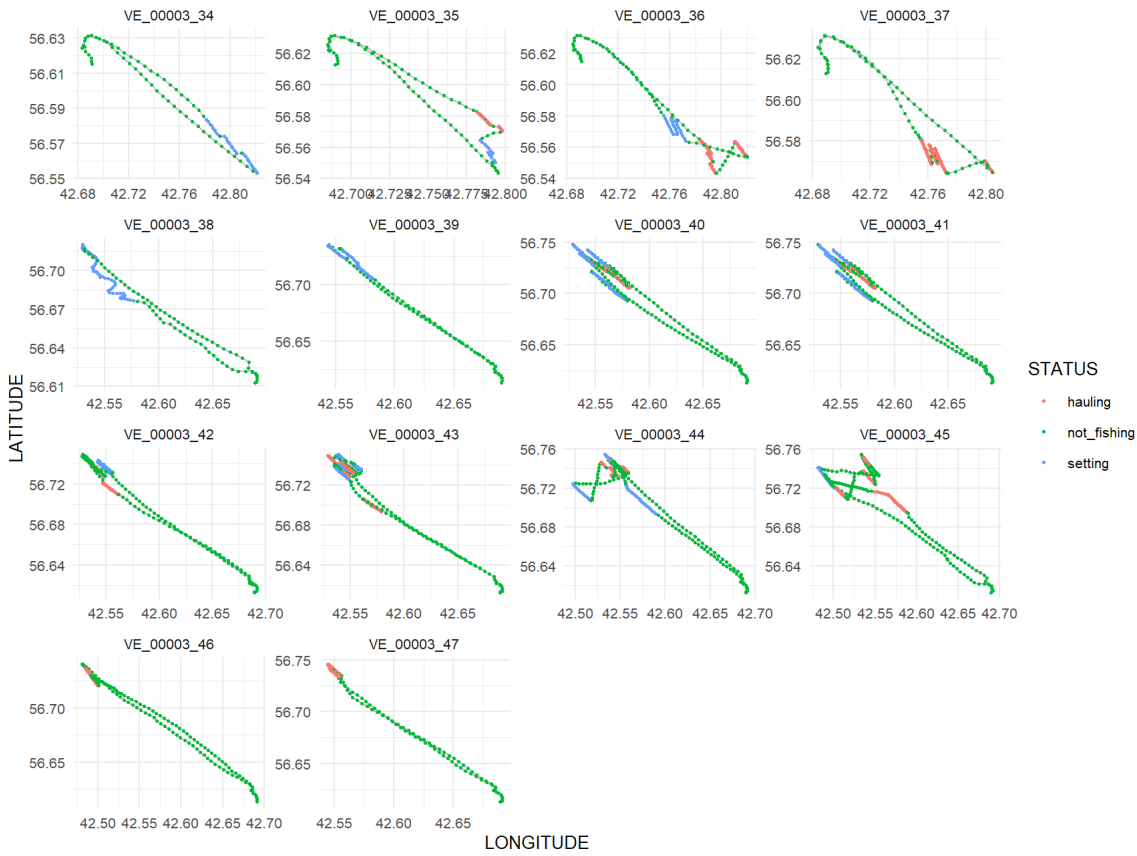 VE_00003_34 VE_00003_35 VE_00003_36 VE_00003_37
56.63 56.61 56.59 56.57 56.55
42.68 42.72 42.76 42.80
56.62 56.60 56.58 56.56 56.54
42.700 42.725 42.750 42.775 42.800
56.62 56.60 56.58 56.56 56.54
42.68 42.72 42.76 42.80
56.62 56.60 56.58
42.68 42.72 42.76 42.80
VE_00003_38 VE_00003_39 VE_00003_40 VE_00003_41
56.70 56.67 56.64 56.61
42.55 42.60 42.65
56.70 56.65
42.55 42.60 42.65
56.75 56.70 56.65
42.55 42.60 42.65
56.75 56.70 56.65
42.55 42.60 42.65
VE_00003_42 VE_00003_43 VE_00003_44 VE_00003_45
56.72 56.68 56.64
42.55 42.60 42.65 42.70
56.72 56.68 56.64
42.55 42.60 42.65
56.76 56.72 56.68 56.64
42.50 42.55 42.60 42.65 42.70
56.76 56.72 56.68 56.64
42.50 42.55 42.60 42.65 42.70
VE_00003_46 VE_00003_47
56.70 56.65
42.50 42.55 42.60 42.65 42.70
56.75 56.70 56.65
42.55 42.60 42.65
LATITUDE
LONGITUDE
STATUS
hauling
not_fishing
setting